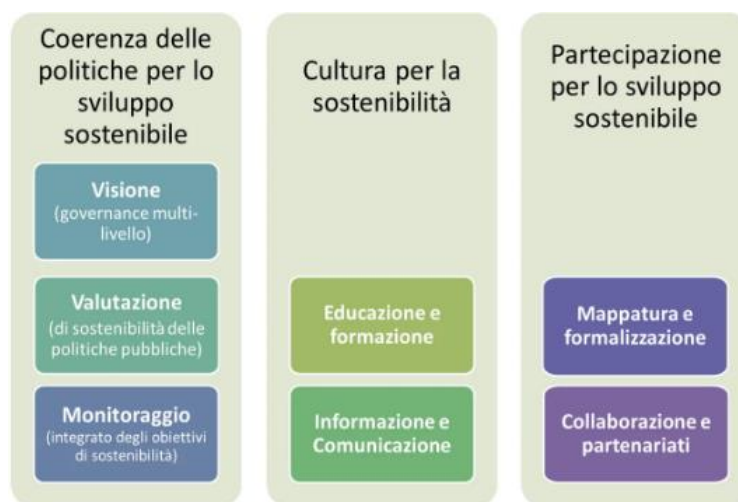 Coerenza delle
politiche per lo
sviluppo
sostenibile
Visione
(governance multi-
livello)
Valutazione
(di sostenibilità delle
politiche pubbliche)
Monitoraggio
(integrato degli obiettivi
di sostenibilità)
Cultura per la
sostenibilità
Educazione e
formazione
Informazione e
Comunicazione
Partecipazione
per lo sviluppo
sostenibile
Mappatura e
formalizzazione
Collaborazione e
partenariati